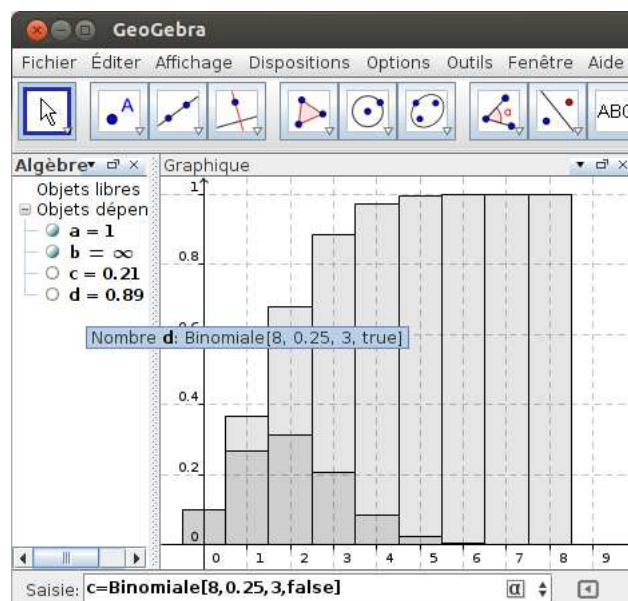 GeoGebra
Fichier Éditer Affichage Dispositions Options Outils Fenêtre Aide
A α ABC
Algèbre Graphique
Objets libres
Objets dépen
a = 1
b = ∞
c = 0.21
d = 0.89
Nombre d: Binomiale[8, 0.25, 3, true]
1
0.8
0.6
0.4
0.2
0
0 1 2 3 4 5 6 7 8 9
Saisie: c=Binomiale[8,0.25,3,false] α